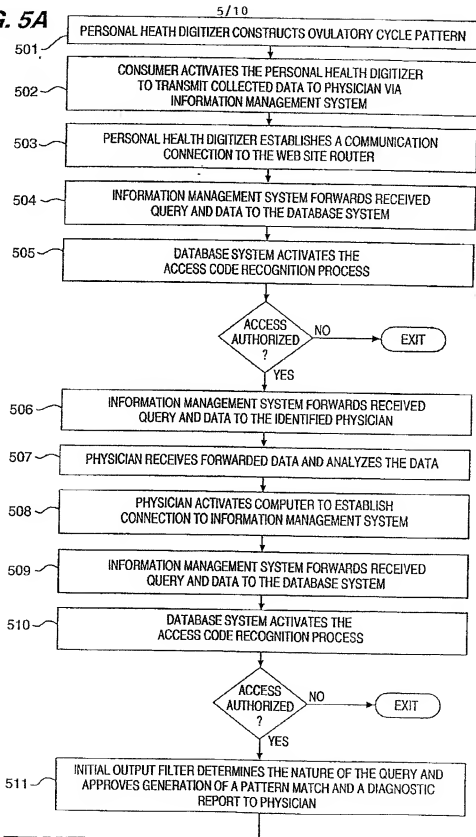 G. 5A
5/10
501
PERSONAL HEATH DIGITIZER CONSTRUCTS OVULATORY CYCLE PATTERN
502
CONSUMER ACTIVATES THE PERSONAL HEALTH DIGITIZER
TO TRANSMIT COLLECTED DATA TO PHYSICIAN VIA
INFORMATION MANAGEMENT SYSTEM
503
PERSONAL HEALTH DIGITIZER ESTABLISHES A COMMUNICATION
CONNECTION TO THE WEB SITE ROUTER
504
INFORMATION MANAGEMENT SYSTEM FORWARDS RECEIVED
QUERY AND DATA TO THE DATABASE SYSTEM
505
DATABASE SYSTEM ACTIVATES THE
ACCESS CODE RECOGNITION PROCESS
ACCESS
AUTHORIZED
?
NO
EXIT
YES
506
INFORMATION MANAGEMENT SYSTEM FORWARDS RECEIVED
QUERY AND DATA TO THE IDENTIFIED PHYSICIAN
507
PHYSICIAN RECEIVES FORWARDED DATA AND ANALYZES THE DATA
508
PHYSICIAN ACTIVATES COMPUTER TO ESTABLISH
CONNECTION TO INFORMATION MANAGEMENT SYSTEM
509
INFORMATION MANAGEMENT SYSTEM FORWARDS RECEIVED
QUERY AND DATA TO THE DATABASE SYSTEM
510
DATABASE SYSTEM ACTIVATES THE
ACCESS CODE RECOGNITION PROCESS
ACCESS
AUTHORIZED
?
NO
EXIT
YES
511
INITIAL OUTPUT FILTER DETERMINES THE NATURE OF THE QUERY AND
APPROVES GENERATION OF A PATTERN MATCH AND A DIAGNOSTIC
REPORT TO PHYSICIAN